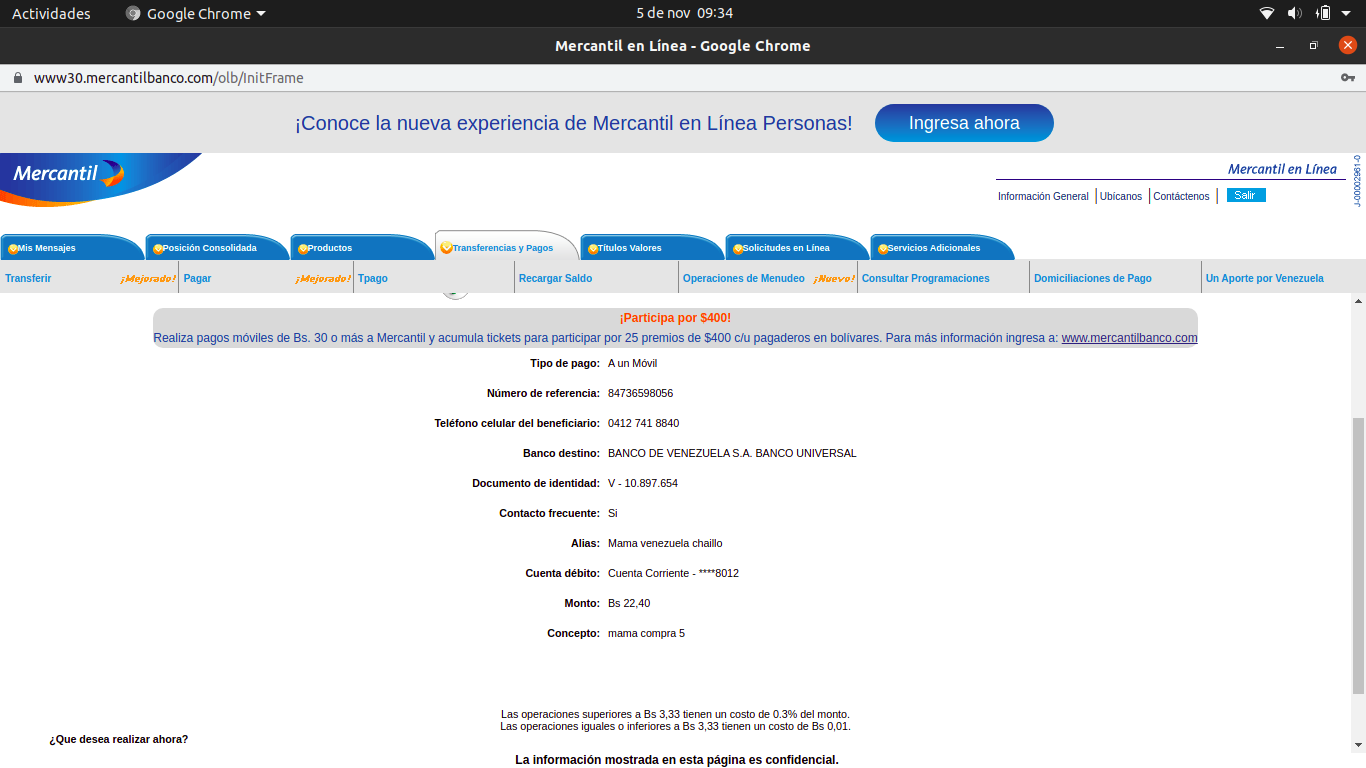 Actividades Google Chrome 5 de nov 09:34
Mercantil en Línea - Google Chrome
www30.mercantilbanco.com/olb/InitFrame
¡Conoce la nueva experiencia de Mercantil en Línea Personas! Ingresa ahora
Mercantil
Mercantil en Línea
J-00002961-0
Información General Ubícanos Contáctenos Salir
Mis Mensajes Posición Consolidada Productos Transferencias y Pagos Títulos Valores Solicitudes en Línea Servicios Adicionales
Transferir ¡Mejorado! Pagar ¡Mejorado! Tpago Recargar Saldo Operaciones de Menudeo ¡Nuevo! Consultar Programaciones Domiciliaciones de Pago Un Aporte por Venezuela
¡Participa por $400!
Realiza pagos móviles de Bs. 30 o más a Mercantil y acumula tickets para participar por 25 premios de $400 c/u pagaderos en bolívares. Para más información ingresa a: www.mercantilbanco.com
Tipo de pago: A un Móvil
Número de referencia: 84736598056
Teléfono celular del beneficiario: 0412 741 8840
Banco destino: BANCO DE VENEZUELA S.A. BANCO UNIVERSAL
Documento de identidad: V - 10.897.654
Contacto frecuente: Si
Alias: Mama venezuela chaillo
Cuenta débito: Cuenta Corriente - ****8012
Monto: Bs 22,40
Concepto: mama compra 5
Las operaciones superiores a Bs 3,33 tienen un costo de 0.3% del monto.
Las operaciones iguales o inferiores a Bs 3,33 tienen un costo de Bs 0,01.
¿Que desea realizar ahora?
La información mostrada en esta página es confidencial.